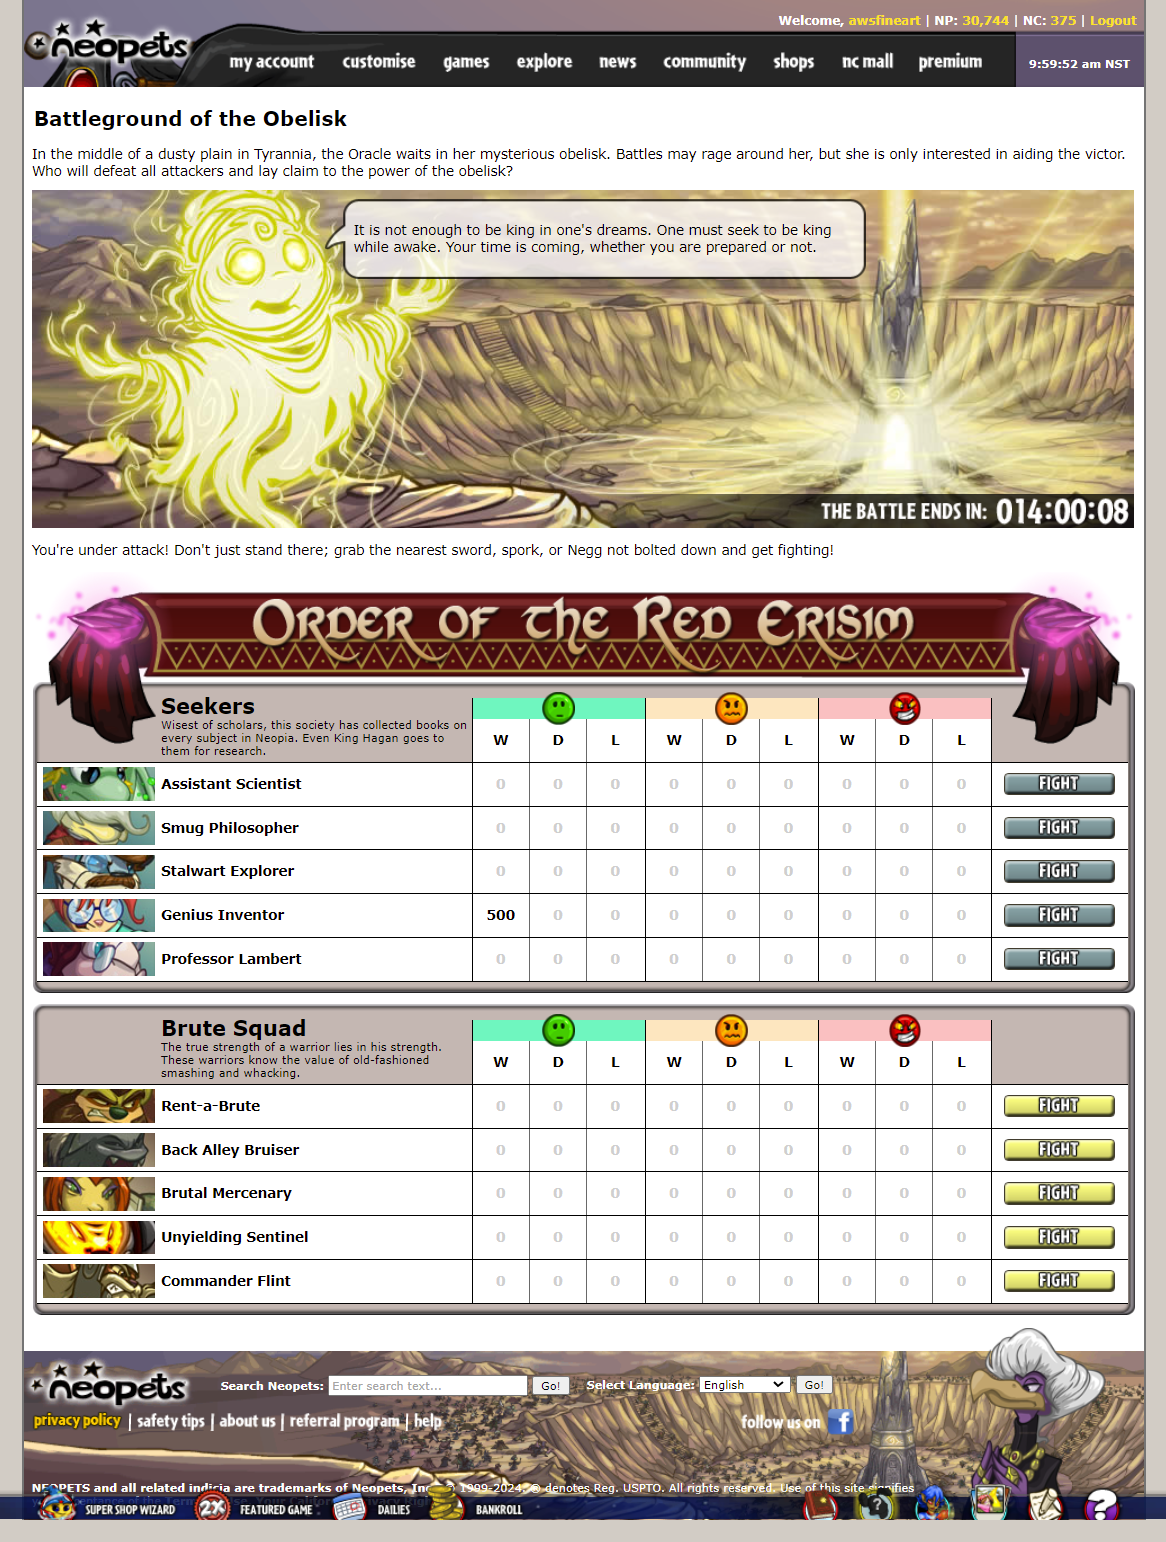 Welcome, awsfineart | NP: 30,744 | NC: 375 | Logout
neopets
my account customise games explore news community shops nc mall premium
9:59:52 am NST
Battleground of the Obelisk
In the middle of a dusty plain in Tyrannia, the Oracle waits in her mysterious obelisk. Battles may rage around her, but she is only interested in aiding the victor.
Who will defeat all attackers and lay claim to the power of the obelisk?
It is not enough to be king in one's dreams. One must seek to be king
while awake. Your time is coming, whether you are prepared or not.
THE BATTLE ENDS IN: 014:00:08
You're under attack! Don't just stand there; grab the nearest sword, spork, or Negg not bolted down and get fighting!
ORDER OF THE RED ERISIM
Seekers
Wisest of scholars, this society has collected books on
every subject in Neopia. Even King Hagan goes to
them for research.
W D L W D L W D L
Assistant Scientist 0 0 0 0 0 0 0 0 0 FIGHT
Smug Philosopher 0 0 0 0 0 0 0 0 0 FIGHT
Stalwart Explorer 0 0 0 0 0 0 0 0 0 FIGHT
Genius Inventor 500 0 0 0 0 0 0 0 0 FIGHT
Professor Lambert 0 0 0 0 0 0 0 0 0 FIGHT
Brute Squad
The true strength of a warrior lies in his strength.
These warriors know the value of old-fashioned
smashing and whacking.
W D L W D L W D L
Rent-a-Brute 0 0 0 0 0 0 0 0 0 FIGHT
Back Alley Bruiser 0 0 0 0 0 0 0 0 0 FIGHT
Brutal Mercenary 0 0 0 0 0 0 0 0 0 FIGHT
Unyielding Sentinel 0 0 0 0 0 0 0 0 0 FIGHT
Commander Flint 0 0 0 0 0 0 0 0 0 FIGHT
neopets
Search Neopets: Enter search text... Go! Select Language: English Go!
privacy policy | safety tips | about us | referral program | help
follow us on f
NEOPETS and all related indicia are trademarks of Neopets, Inc. © 1999-2024. ® denotes Reg. USPTO. All rights reserved. Use of this site signifies
SUPER SHOP WIZARD 2X FEATURED GAME DAILIES BANKROLL ?